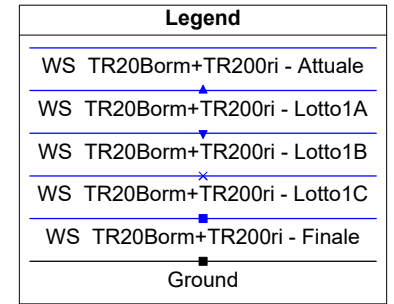 Legend
WS TR20Borm+TR200ri - Attuale
WS TR20Borm+TR200ri - Lotto1A
WS TR20Borm+TR200ri - Lotto1B
WS TR20Borm+TR200ri - Lotto1C
WS TR20Borm+TR200ri - Finale
Ground